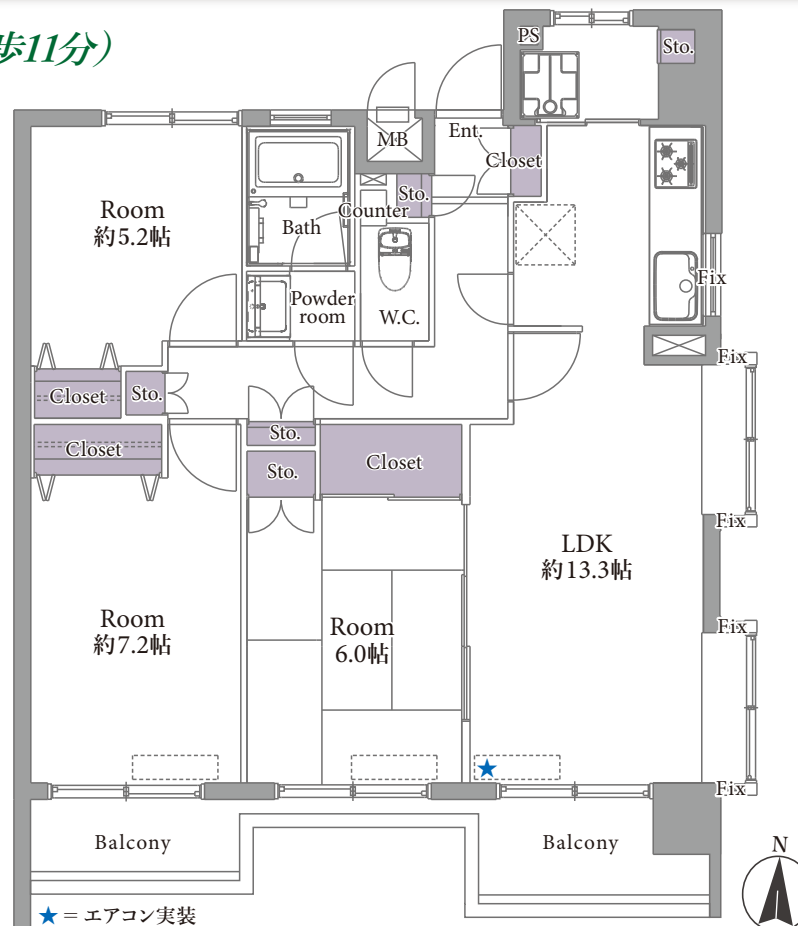 歩11分）
PS
Sto.
MB
Ent.
Closet
Room
約5.2帖
Sto.
Counter
Bath
Powder
room
W.C.
Fix
Fix
Closet
Sto.
Closet
Sto.
Sto.
Closet
Fix
LDK
約13.3帖
Room
約7.2帖
Room
6.0帖
Fix
★
Fix
Balcony
Balcony
N
★ = エアコン実装